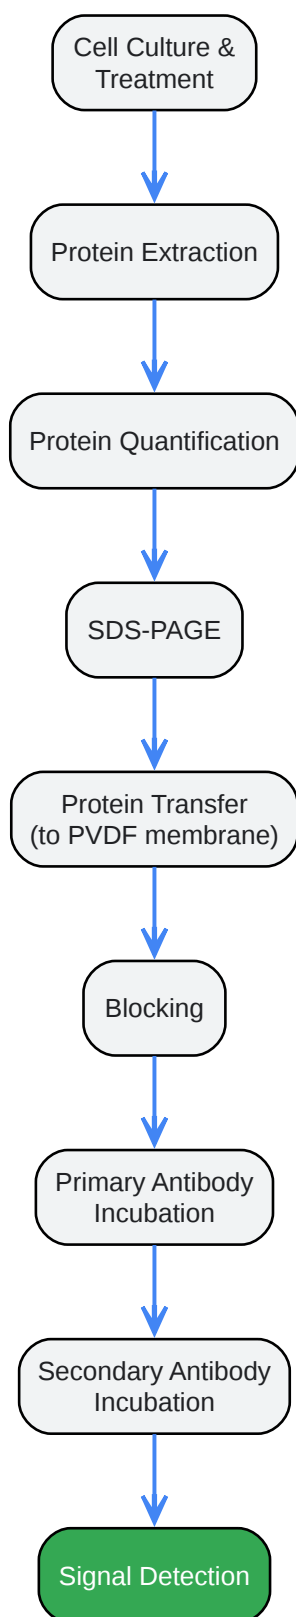 Cell Culture &
Treatment
Protein Extraction
Protein Quantification
SDS-PAGE
Protein Transfer
(to PVDF membrane)
Blocking
Primary Antibody
Incubation
Secondary Antibody
Incubation
Signal Detection